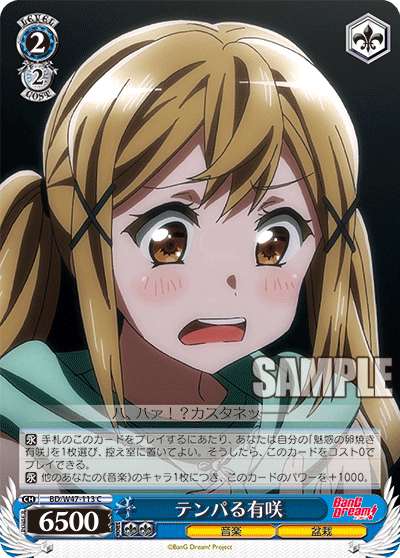 LEVEL
2
2
COST
SAMPLE
ハ、ハァ！？カスタネッ
永 手札のこのカードをプレイするにあたり、あなたは自分の「魅惑の卵焼き
有咲」を1枚選び、控え室に置いてよい。そうしたら、このカードをコスト0で
プレイできる。
永 他のあなたの《音楽》のキャラ1枚につき、このカードのパワーを＋1000。
CH BD/W47-113 C
POWER
6500
テンパる有咲
BanG Dream!
音楽
盆栽
©BanG Dream! Project